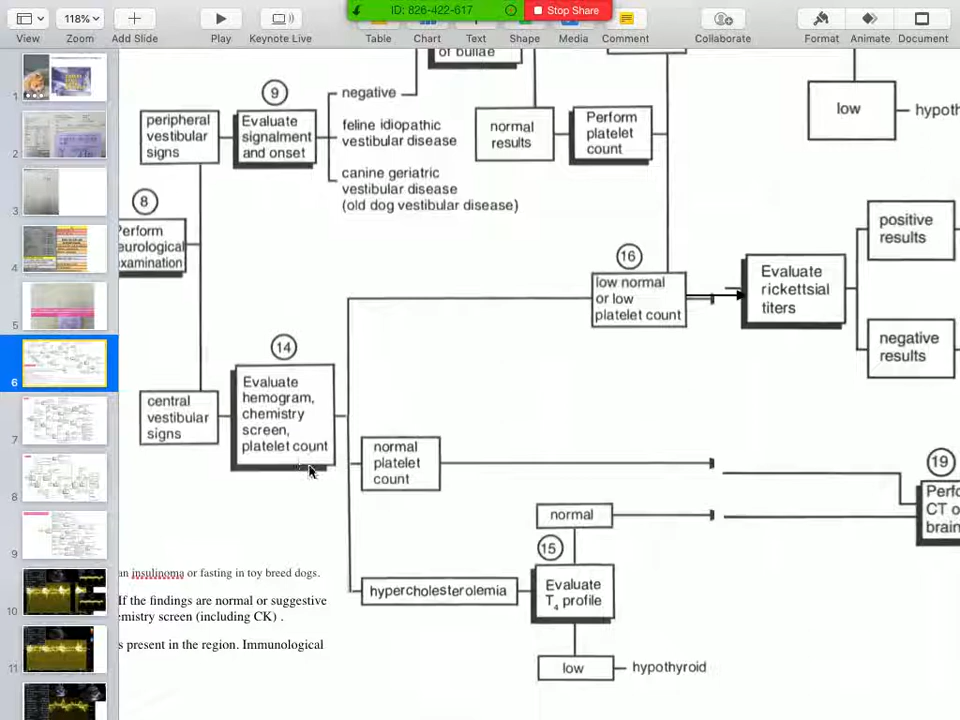 ID: 826-422-617
Stop Share
118%
View
Zoom
Add Slide
Play
Keynote Live
Table
Chart
Text
Shape
Media
Comment
Collaborate
Format
Animate
Document
1
2
3
4
5
6
7
8
9
10
11
of bullae
9
peripheral
vestibular
signs
Evaluate
signalment
and onset
negative
feline idiopathic
vestibular disease
canine geriatric
vestibular disease
(old dog vestibular disease)
normal
results
Perform
platelet
count
low
hypoth
8
Perform
eurological
examination
16
low normal
or low
platelet count
Evaluate
rickettsial
titers
positive
results
negative
results
14
Evaluate
hemogram,
chemistry
screen,
platelet count
central
vestibular
signs
normal
platelet
count
19
Perfo
CT o
brain
normal
15
hypercholesterolemia
Evaluate
T4 profile
low
hypothyroid
an insulinoma or fasting in toy breed dogs.
If the findings are normal or suggestive
emistry screen (including CK) .
s present in the region. Immunological